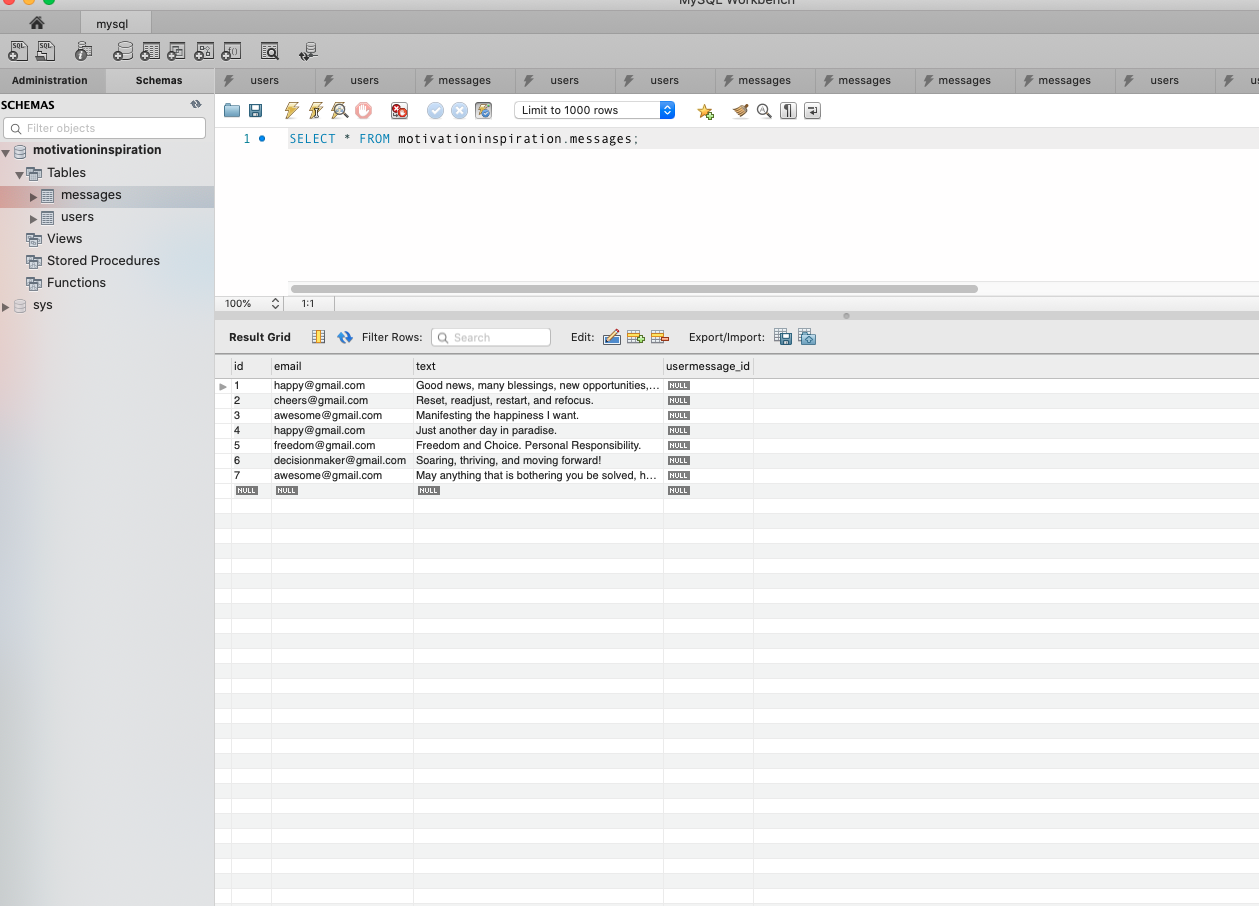 MySQL Workbench
mysql
Administration Schemas users users messages users users messages messages messages messages users
SCHEMAS
Filter objects
Limit to 1000 rows
1 SELECT * FROM motivationinspiration.messages;
motivationinspiration
Tables
messages
users
Views
Stored Procedures
Functions
sys
100% 1:1
Result Grid Filter Rows: Search Edit: Export/Import:
id email text usermessage_id
1 happy@gmail.com Good news, many blessings, new opportunities,... NULL
2 cheers@gmail.com Reset, readjust, restart, and refocus. NULL
3 awesome@gmail.com Manifesting the happiness I want. NULL
4 happy@gmail.com Just another day in paradise. NULL
5 freedom@gmail.com Freedom and Choice. Personal Responsibility. NULL
6 decisionmaker@gmail.com Soaring, thriving, and moving forward! NULL
7 awesome@gmail.com May anything that is bothering you be solved, h... NULL
NULL NULL NULL NULL